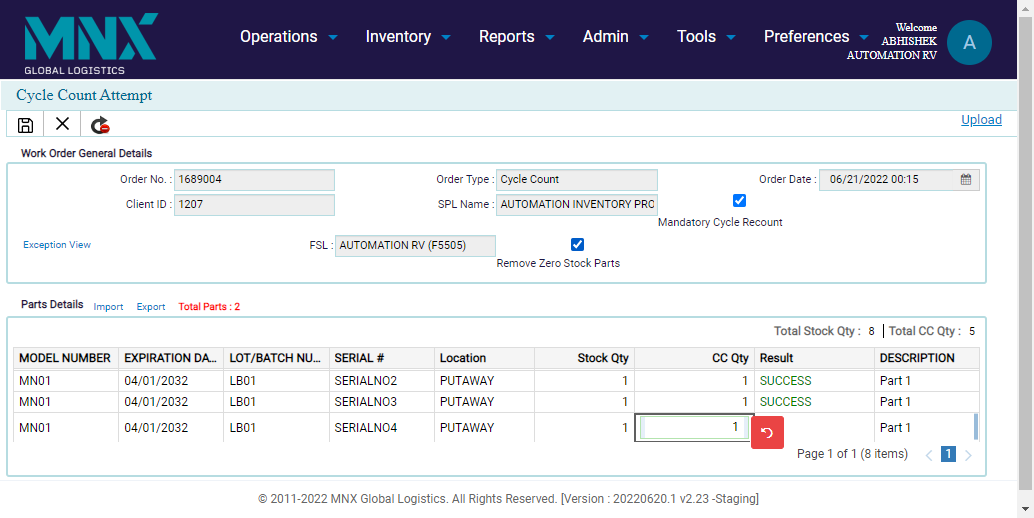 MNX
GLOBAL LOGISTICS
Operations Inventory Reports Admin Tools Preferences
Welcome
ABHISHEK
AUTOMATION RV
A
Cycle Count Attempt
Upload
Work Order General Details
Order No. : 1689004 Order Type : Cycle Count Order Date : 06/21/2022 00:15
Client ID : 1207 SPL Name : AUTOMATION INVENTORY PRO
Mandatory Cycle Recount
Exception View FSL : AUTOMATION RV (F5505)
Remove Zero Stock Parts
Parts Details Import Export Total Parts : 2
Total Stock Qty : 8 Total CC Qty : 5
MODEL NUMBER EXPIRATION DA... LOT/BATCH NU... SERIAL # Location Stock Qty CC Qty Result DESCRIPTION
MN01 04/01/2032 LB01 SERIALNO2 PUTAWAY 1 1 SUCCESS Part 1
MN01 04/01/2032 LB01 SERIALNO3 PUTAWAY 1 1 SUCCESS Part 1
MN01 04/01/2032 LB01 SERIALNO4 PUTAWAY 1 1 Part 1
Page 1 of 1 (8 items) 1
© 2011-2022 MNX Global Logistics. All Rights Reserved. [Version : 20220620.1 v2.23 -Staging]